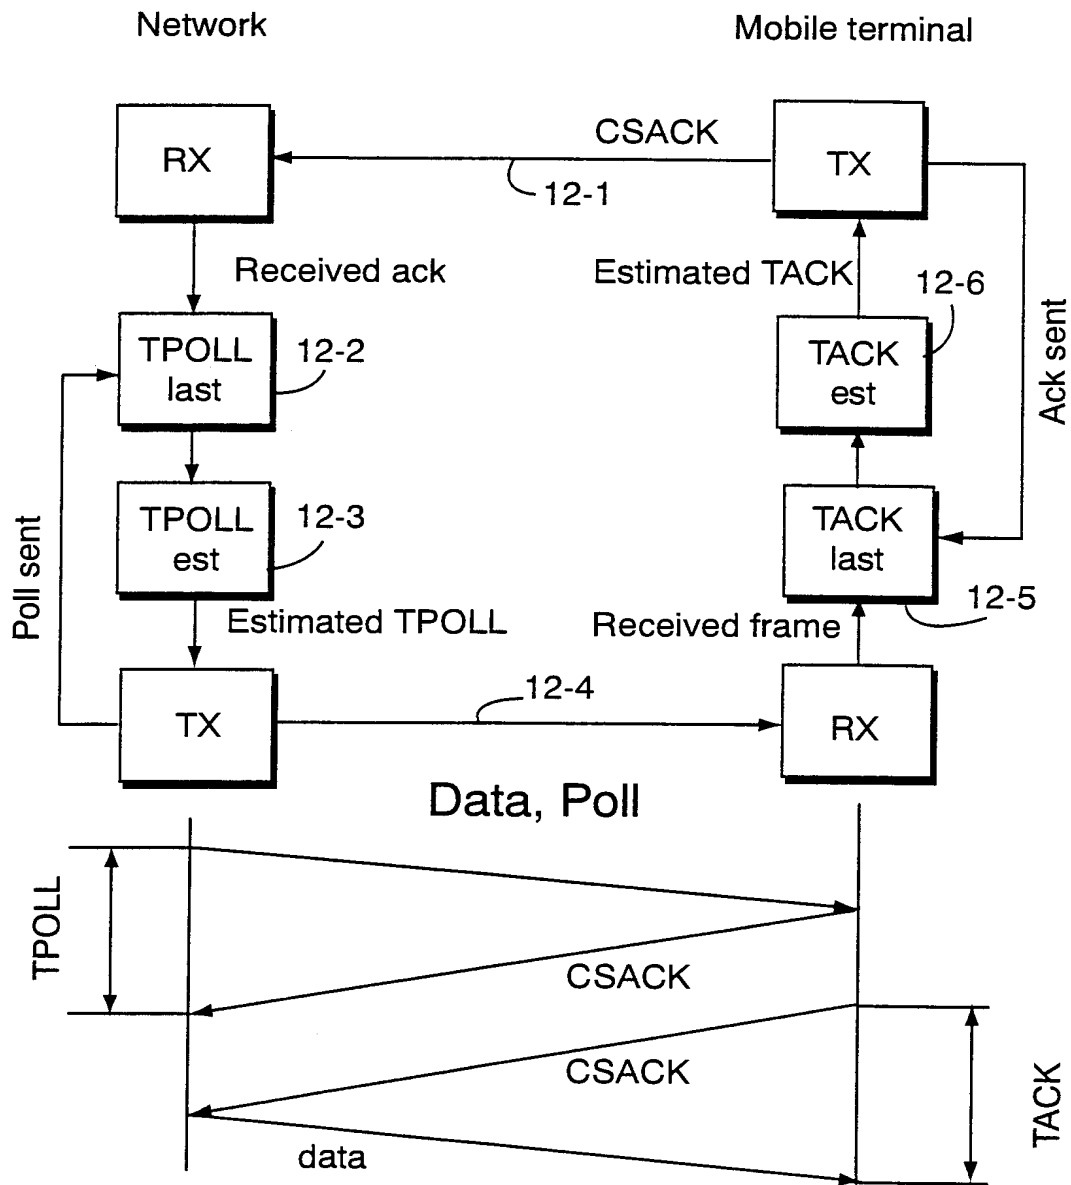 Network
Mobile terminal
RX
CSACK
TX
12-1
Received ack
Estimated TACK
12-6
TPOLL
last
12-2
TACK
est
Ack sent
TPOLL
est
12-3
TACK
last
12-5
Poll sent
Estimated TPOLL
Received frame
TX
12-4
RX
Data, Poll
TPOLL
CSACK
CSACK
TACK
data